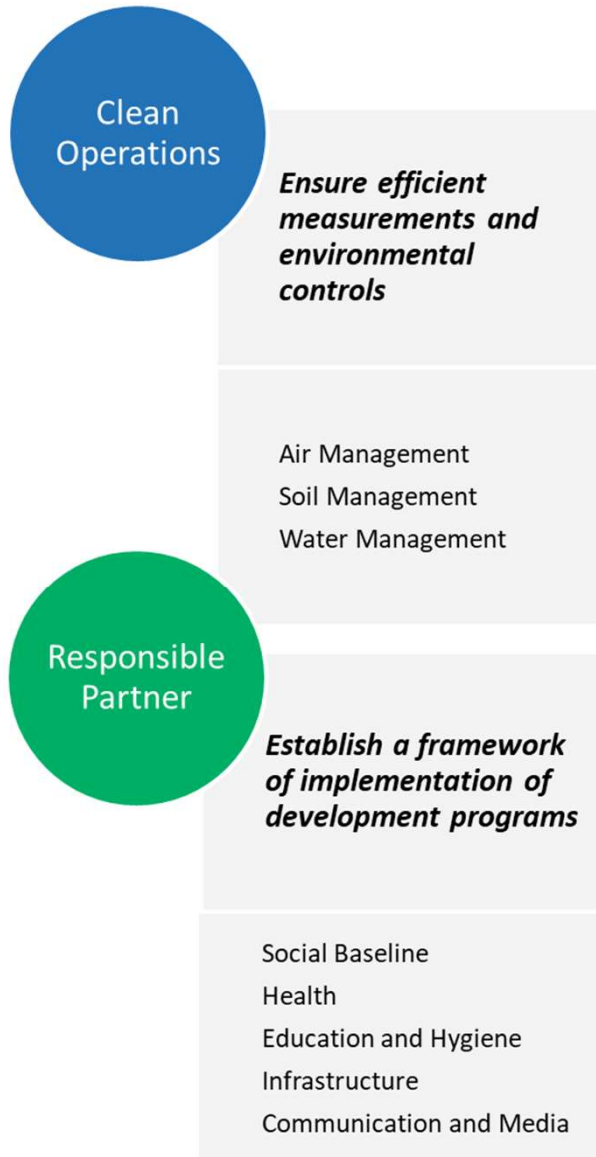 Clean
Operations
Ensure efficient
measurements and
environmental
controls
Air Management
Soil Management
Water Management
Responsible
Partner
Establish a framework
of implementation of
development programs
Social Baseline
Health
Education and Hygiene
Infrastructure
Communication and Media